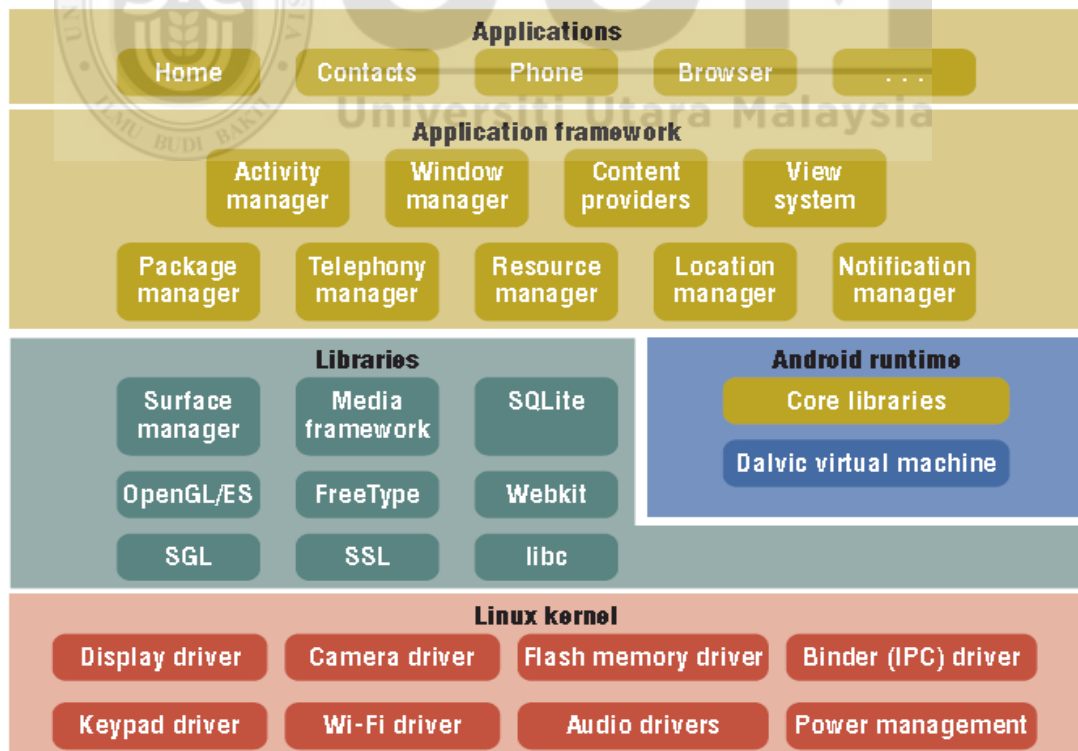 Applications
Home
Contacts
Phone
Browser
. . .
Universiti Utara Malaysia
BUDI BAKTI
Application framework
Activity
manager
Window
manager
Content
providers
View
system
Package
manager
Telephony
manager
Resource
manager
Location
manager
Notification
manager
Libraries
Surface
manager
Media
framework
SQLite
OpenGL/ES
FreeType
Webkit
SGL
SSL
libc
Android runtime
Core libraries
Dalvic virtual machine
Linux kernel
Display driver
Camera driver
Flash memory driver
Binder (IPC) driver
Keypad driver
Wi-Fi driver
Audio drivers
Power management